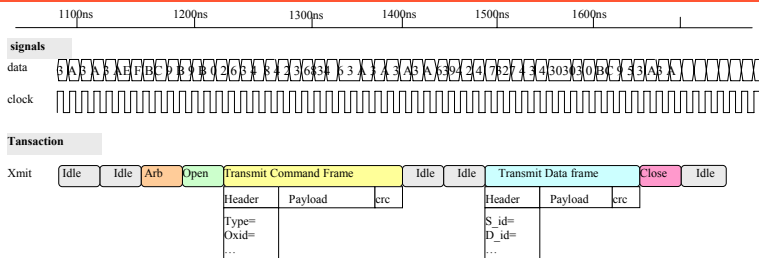 1100ns 1200ns 1300ns 1400ns 1500ns 1600ns
signals
data
clock
Tansaction
Xmit Idle Idle Arb Open Transmit Command Frame Idle Idle Transmit Data frame Close Idle
Header Payload crc Header Payload crc
Type= S_id=
Oxid= D_id=
… …